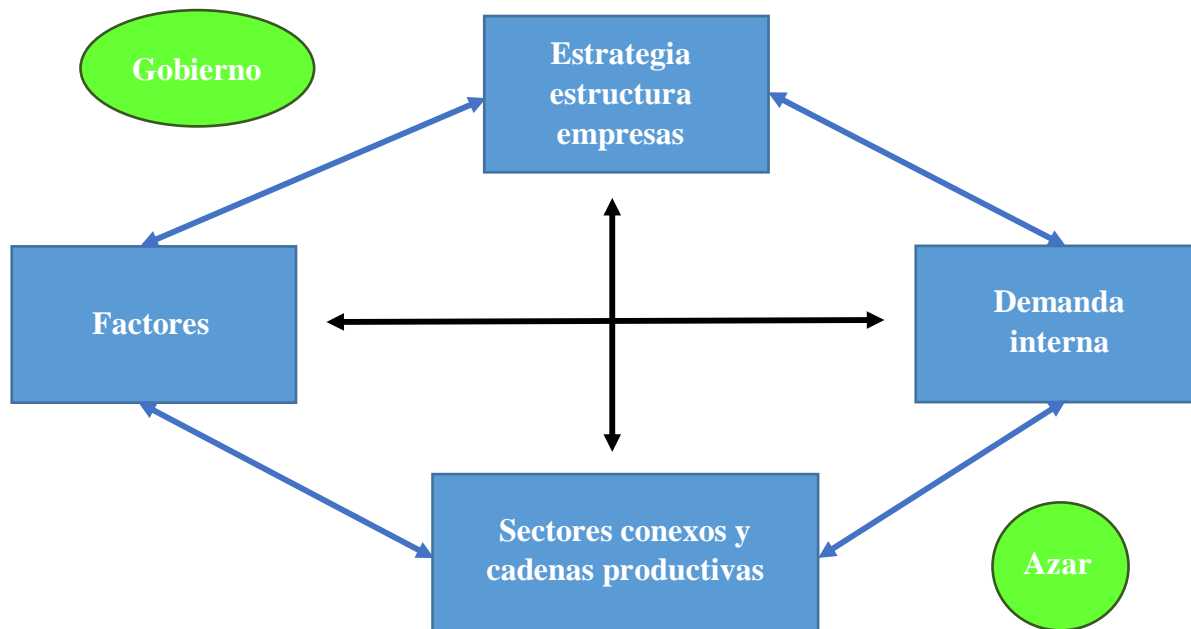 Gobierno
Estrategia
estructura
empresas
Factores
Demanda
interna
Sectores conexos y
cadenas productivas
Azar